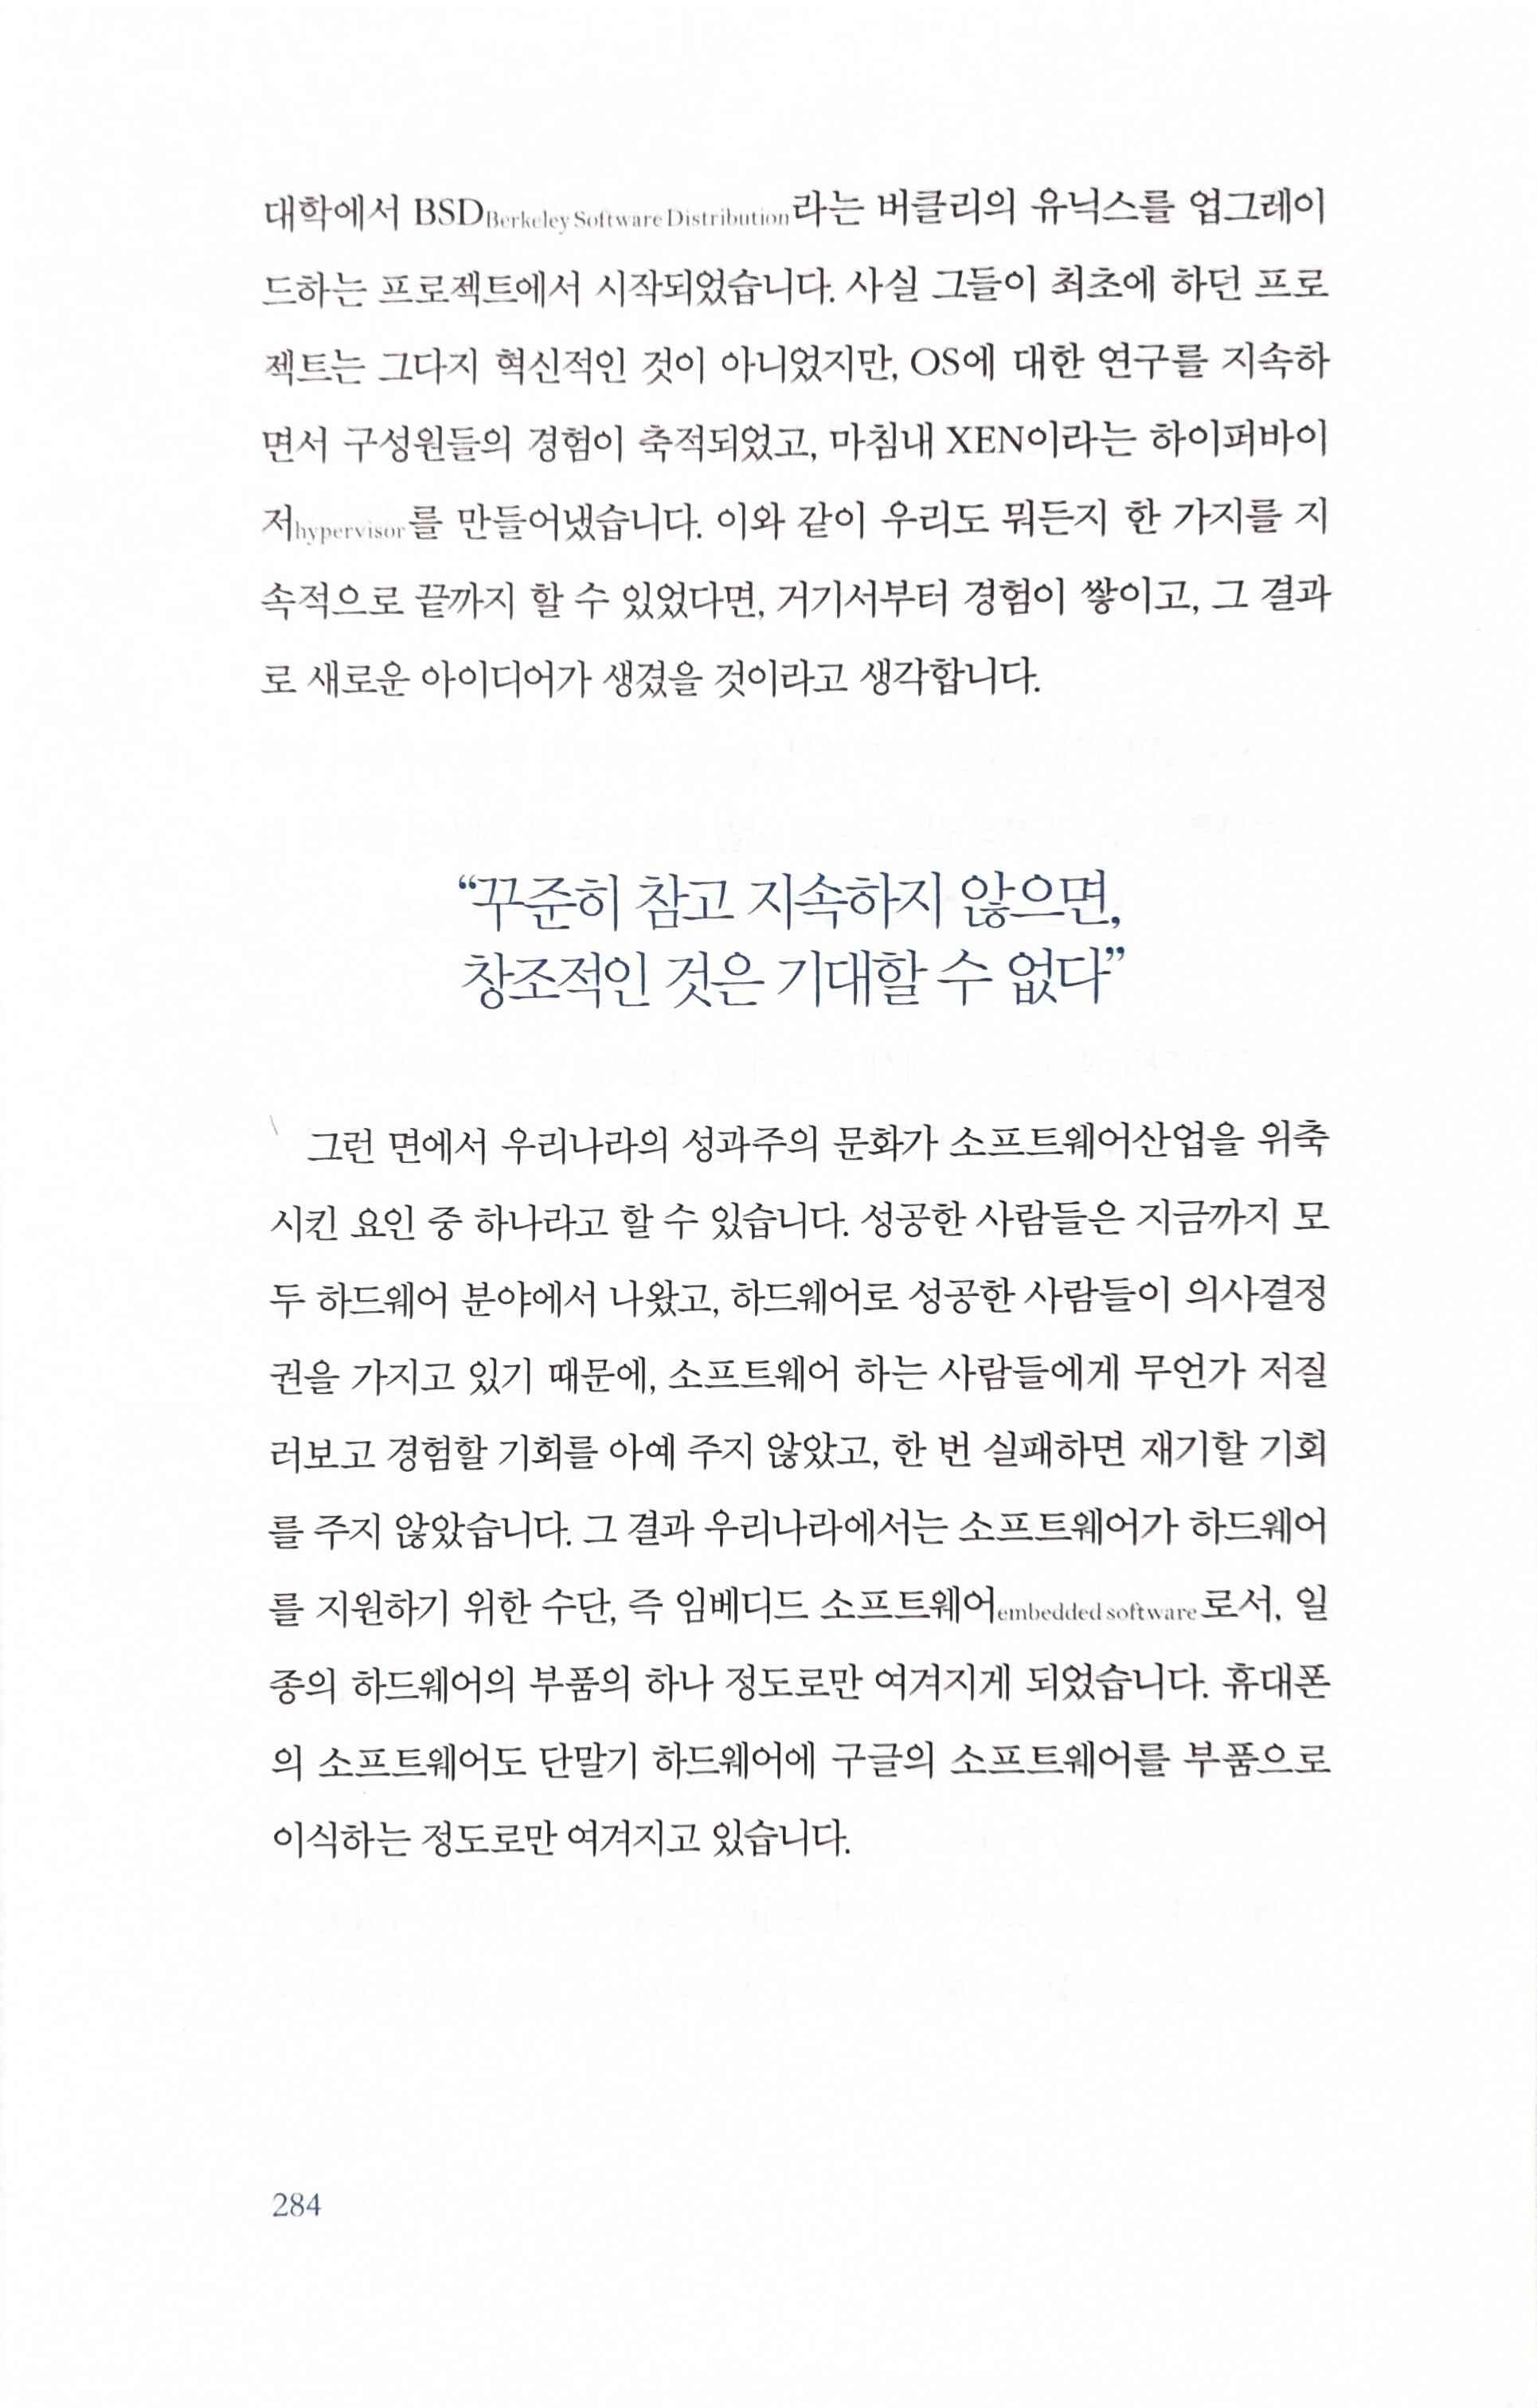 대학에서 BSDBerkeley Software Distribution라는 버클리의 유닉스를 업그레이
드하는 프로젝트에서 시작되었습니다. 사실 그들이 최초에 하던 프로
젝트는 그다지 혁신적인 것이 아니었지만, OS에 대한 연구를 지속하
면서 구성원들의 경험이 축적되었고, 마침내 XEN이라는 하이퍼바이
저hypervisor를 만들어냈습니다. 이와 같이 우리도 뭐든지 한 가지를 지
속적으로 끝까지 할 수 있었다면, 거기서부터 경험이 쌓이고, 그 결과
로 새로운 아이디어가 생겼을 것이라고 생각합니다.
“꾸준히 참고 지속하지 않으면,
창조적인 것은 기대할 수 없다”
그런 면에서 우리나라의 성과주의 문화가 소프트웨어산업을 위축
시킨 요인 중 하나라고 할 수 있습니다. 성공한 사람들은 지금까지 모
두 하드웨어 분야에서 나왔고, 하드웨어로 성공한 사람들이 의사결정
권을 가지고 있기 때문에, 소프트웨어 하는 사람들에게 무언가 저질
러보고 경험할 기회를 아예 주지 않았고, 한 번 실패하면 재기할 기회
를 주지 않았습니다. 그 결과 우리나라에서는 소프트웨어가 하드웨어
를 지원하기 위한 수단, 즉 임베디드 소프트웨어embedded software로서, 일
종의 하드웨어의 부품의 하나 정도로만 여겨지게 되었습니다. 휴대폰
의 소프트웨어도 단말기 하드웨어에 구글의 소프트웨어를 부품으로
이식하는 정도로만 여겨지고 있습니다.
284